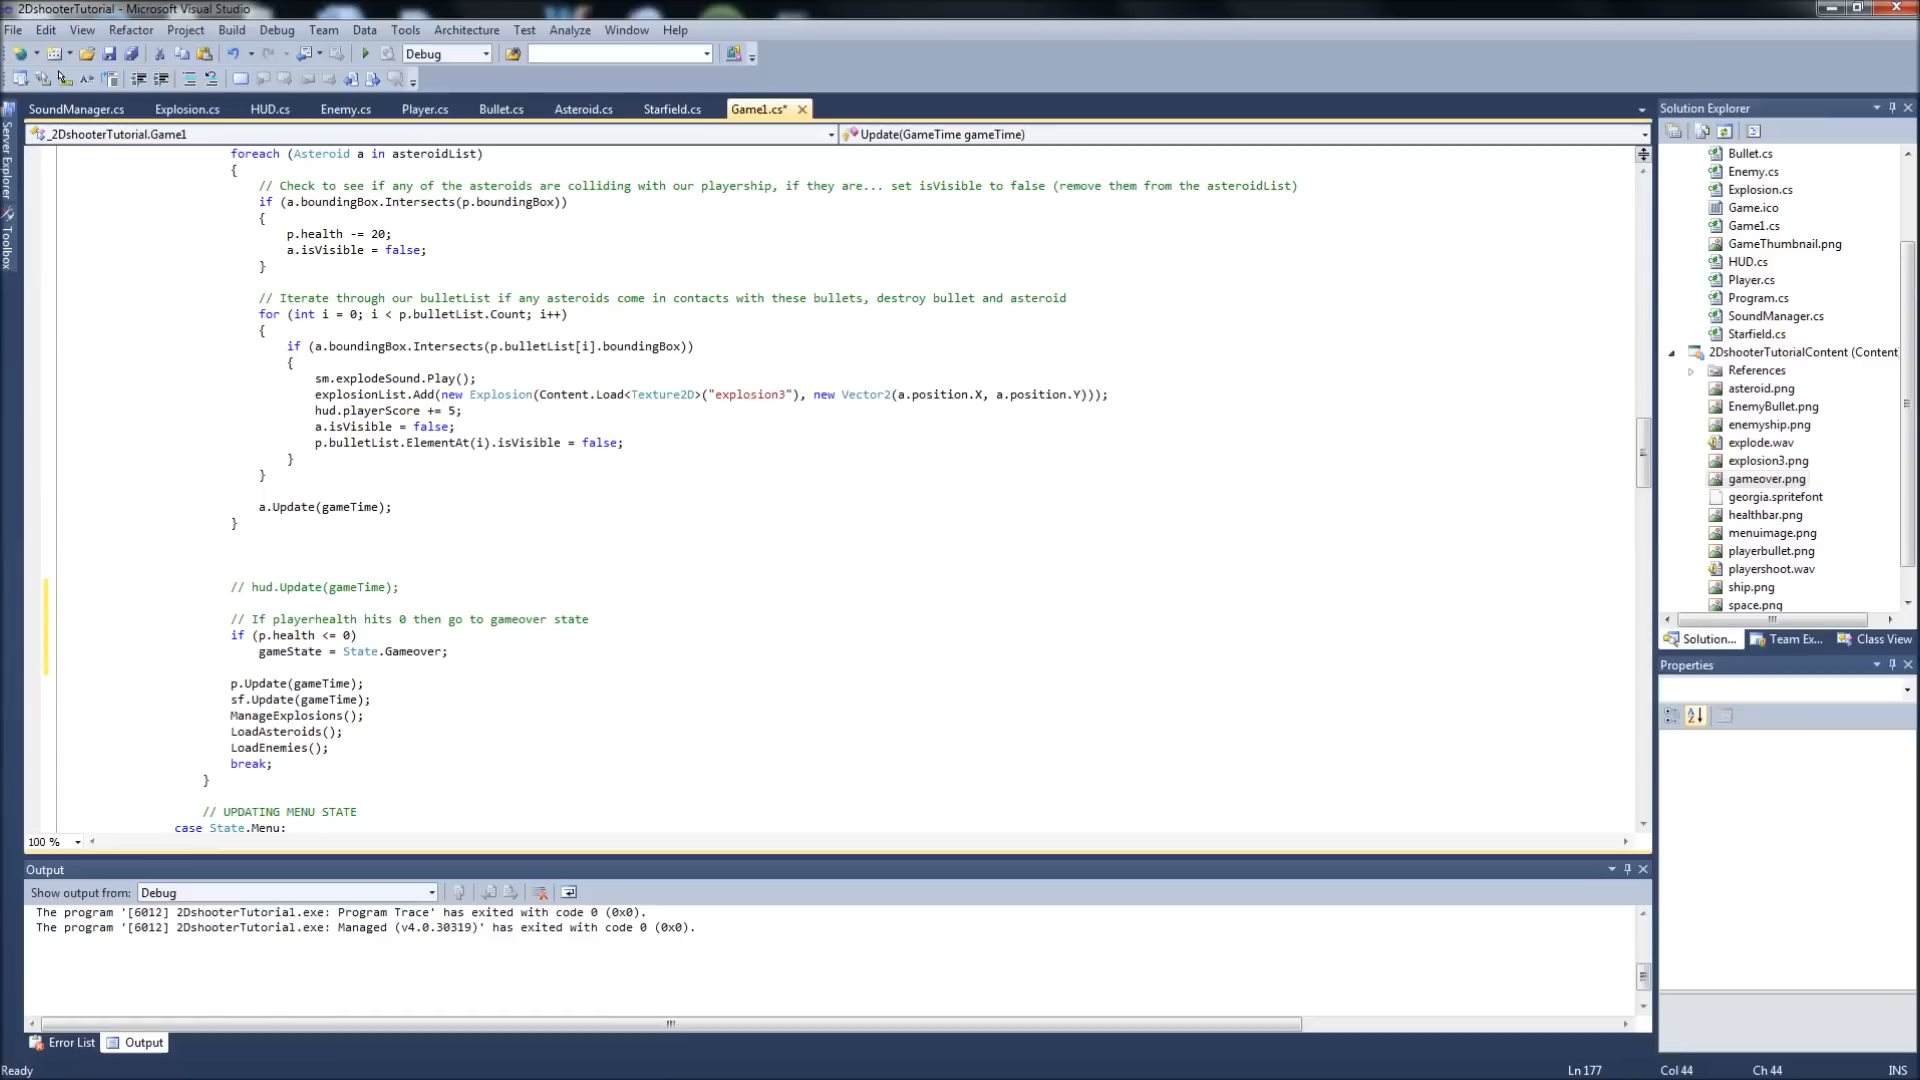 2DshooterTutorial - Microsoft Visual Studio
File Edit View Refactor Project Build Debug Team Data Tools Architecture Test Analyze Window Help
Debug
SoundManager.cs Explosion.cs HUD.cs Enemy.cs Player.cs Bullet.cs Asteroid.cs Starfield.cs Game1.cs*
_2DshooterTutorial.Game1 Update(GameTime gameTime)
Server Explorer
Toolbox
foreach (Asteroid a in asteroidList)
{
// Check to see if any of the asteroids are colliding with our playership, if they are... set isVisible to false (remove them from the asteroidList)
if (a.boundingBox.Intersects(p.boundingBox))
{
p.health -= 20;
a.isVisible = false;
}
// Iterate through our bulletList if any asteroids come in contacts with these bullets, destroy bullet and asteroid
for (int i = 0; i < p.bulletList.Count; i++)
{
if (a.boundingBox.Intersects(p.bulletList[i].boundingBox))
{
sm.explodeSound.Play();
explosionList.Add(new Explosion(Content.Load<Texture2D>("explosion3"), new Vector2(a.position.X, a.position.Y)));
hud.playerScore += 5;
a.isVisible = false;
p.bulletList.ElementAt(i).isVisible = false;
}
}
a.Update(gameTime);
}
// hud.Update(gameTime);
// If playerhealth hits 0 then go to gameover state
if (p.health <= 0)
gameState = State.Gameover;
p.Update(gameTime);
sf.Update(gameTime);
ManageExplosions();
LoadAsteroids();
LoadEnemies();
break;
}
// UPDATING MENU STATE
case State.Menu:
100 %
Solution Explorer
Bullet.cs
Enemy.cs
Explosion.cs
Game.ico
Game1.cs
GameThumbnail.png
HUD.cs
Player.cs
Program.cs
SoundManager.cs
Starfield.cs
2DshooterTutorialContent (Content
References
asteroid.png
EnemyBullet.png
enemyship.png
explode.wav
explosion3.png
gameover.png
georgia.spritefont
healthbar.png
menuimage.png
playerbullet.png
playershoot.wav
ship.png
space.png
Solution... Team Ex... Class View
Properties
Output
Show output from: Debug
The program '[6012] 2DshooterTutorial.exe: Program Trace' has exited with code 0 (0x0).
The program '[6012] 2DshooterTutorial.exe: Managed (v4.0.30319)' has exited with code 0 (0x0).
Error List Output
Ready Ln 177 Col 44 Ch 44 INS